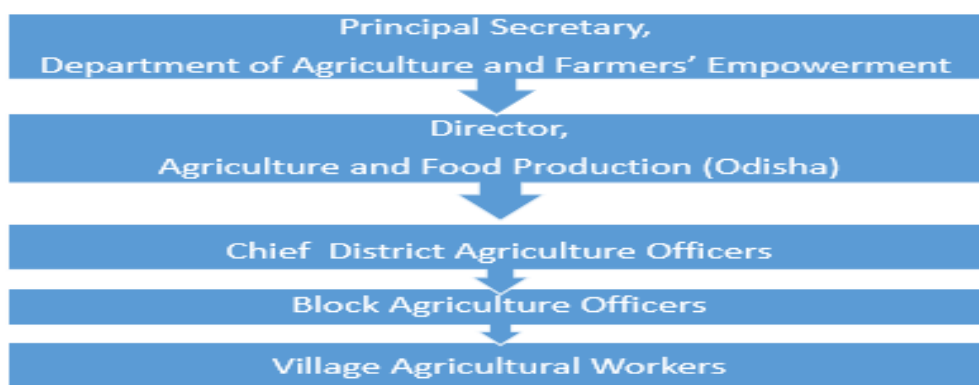 Principal Secretary,
Department of Agriculture and Farmers’ Empowerment
Director,
Agriculture and Food Production (Odisha)
Chief District Agriculture Officers
Block Agriculture Officers
Village Agricultural Workers